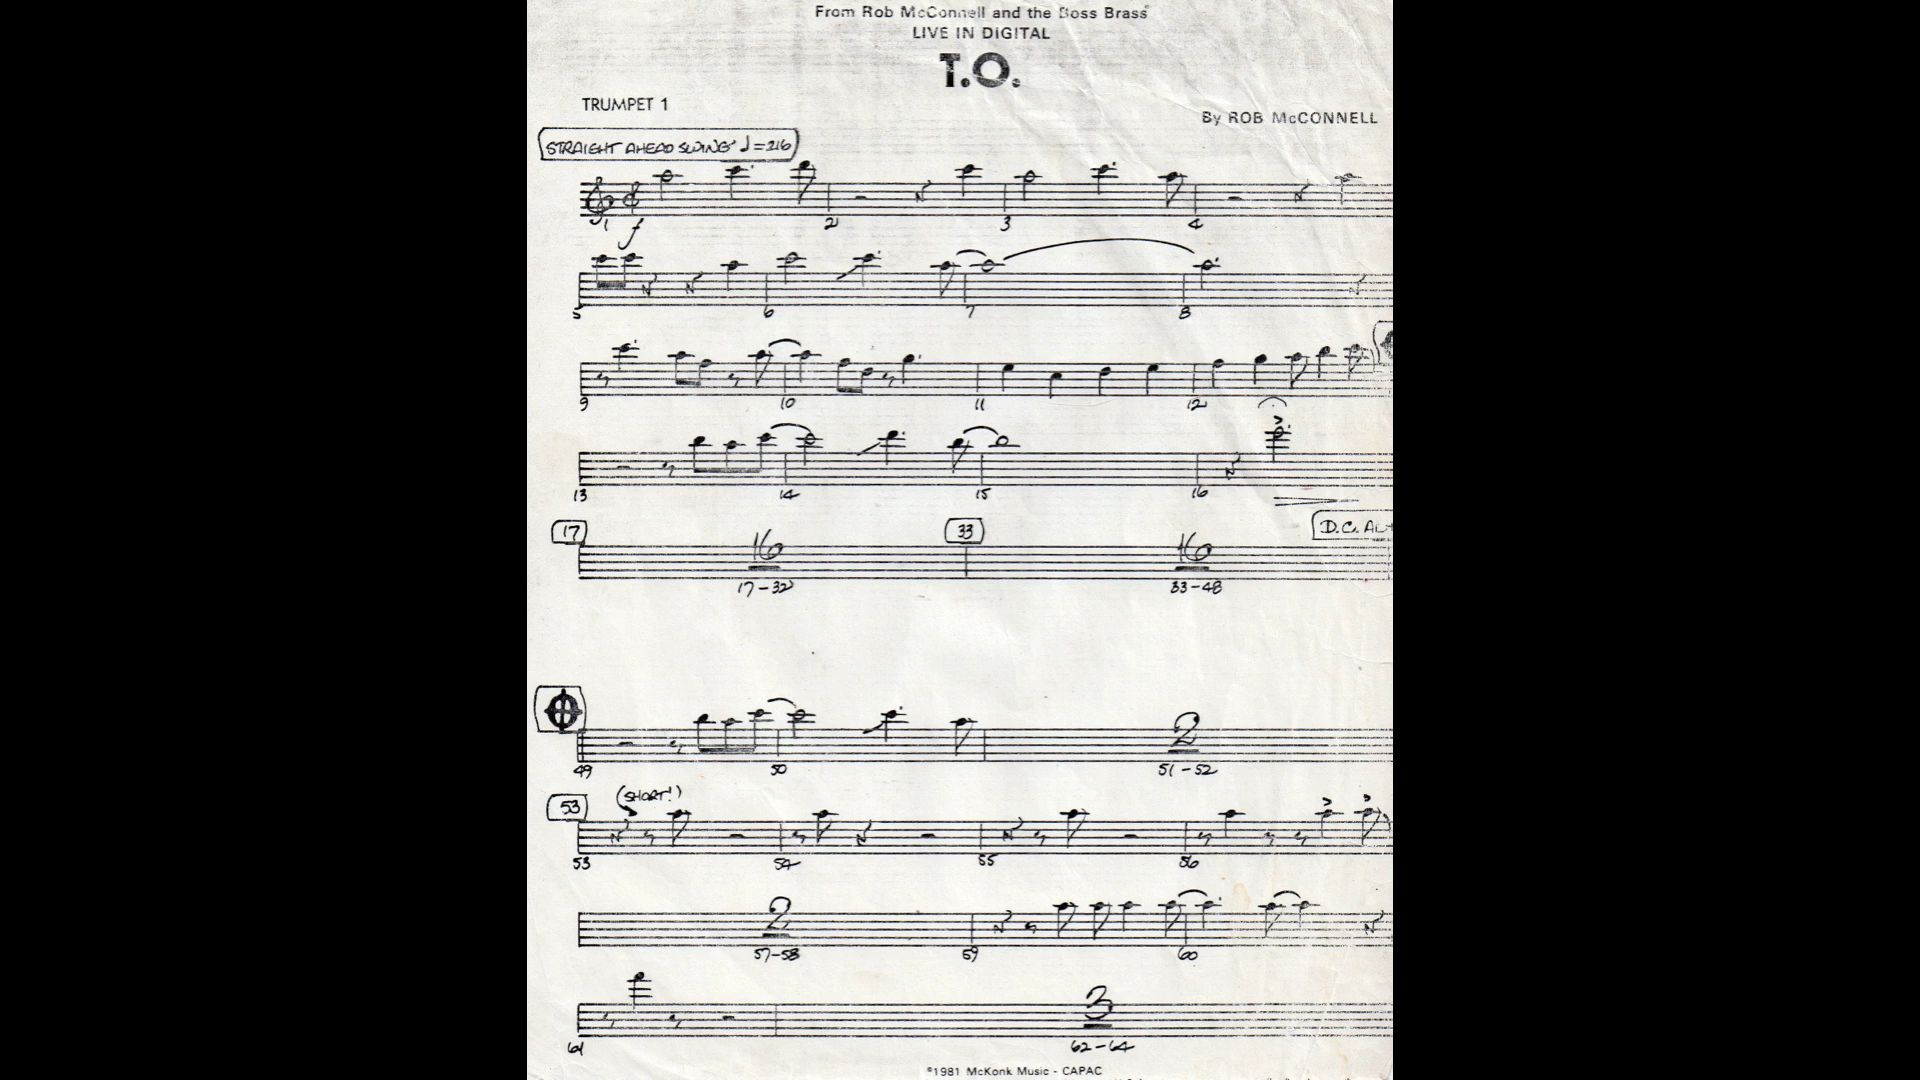 From Rob McConnell and the Boss Brass
LIVE IN DIGITAL
T.O.
TRUMPET 1
By ROB McCONNELL
STRAIGHT AHEAD SWING ♩=216
1 f 2 3 4
5 6 7 8
9 10 11 12
13 14 15 16
17 16 33 16 D.C. AL
17-32 33-48
2
49 50 51-52
53 (SHORT!)
53 54 55 56
2
57-58 59 60
3
61 62-64
©1981 McKonk Music - CAPAC